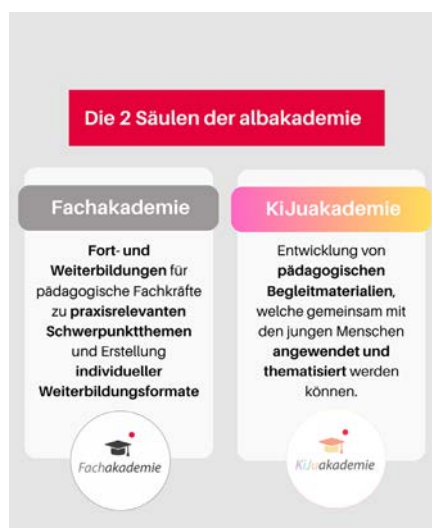 Die 2 Säulen der albakademie
Fachakademie
Fort- und
Weiterbildungen für
pädagogische Fachkräfte
zu praxisrelevanten
Schwerpunktthemen
und Erstellung
individueller
Weiterbildungsformate
Fachakademie
KiJuakademie
Entwicklung von
pädagogischen
Begleitmaterialien,
welche gemeinsam mit
den jungen Menschen
angewendet und
thematisiert werden
können.
KiJuakademie